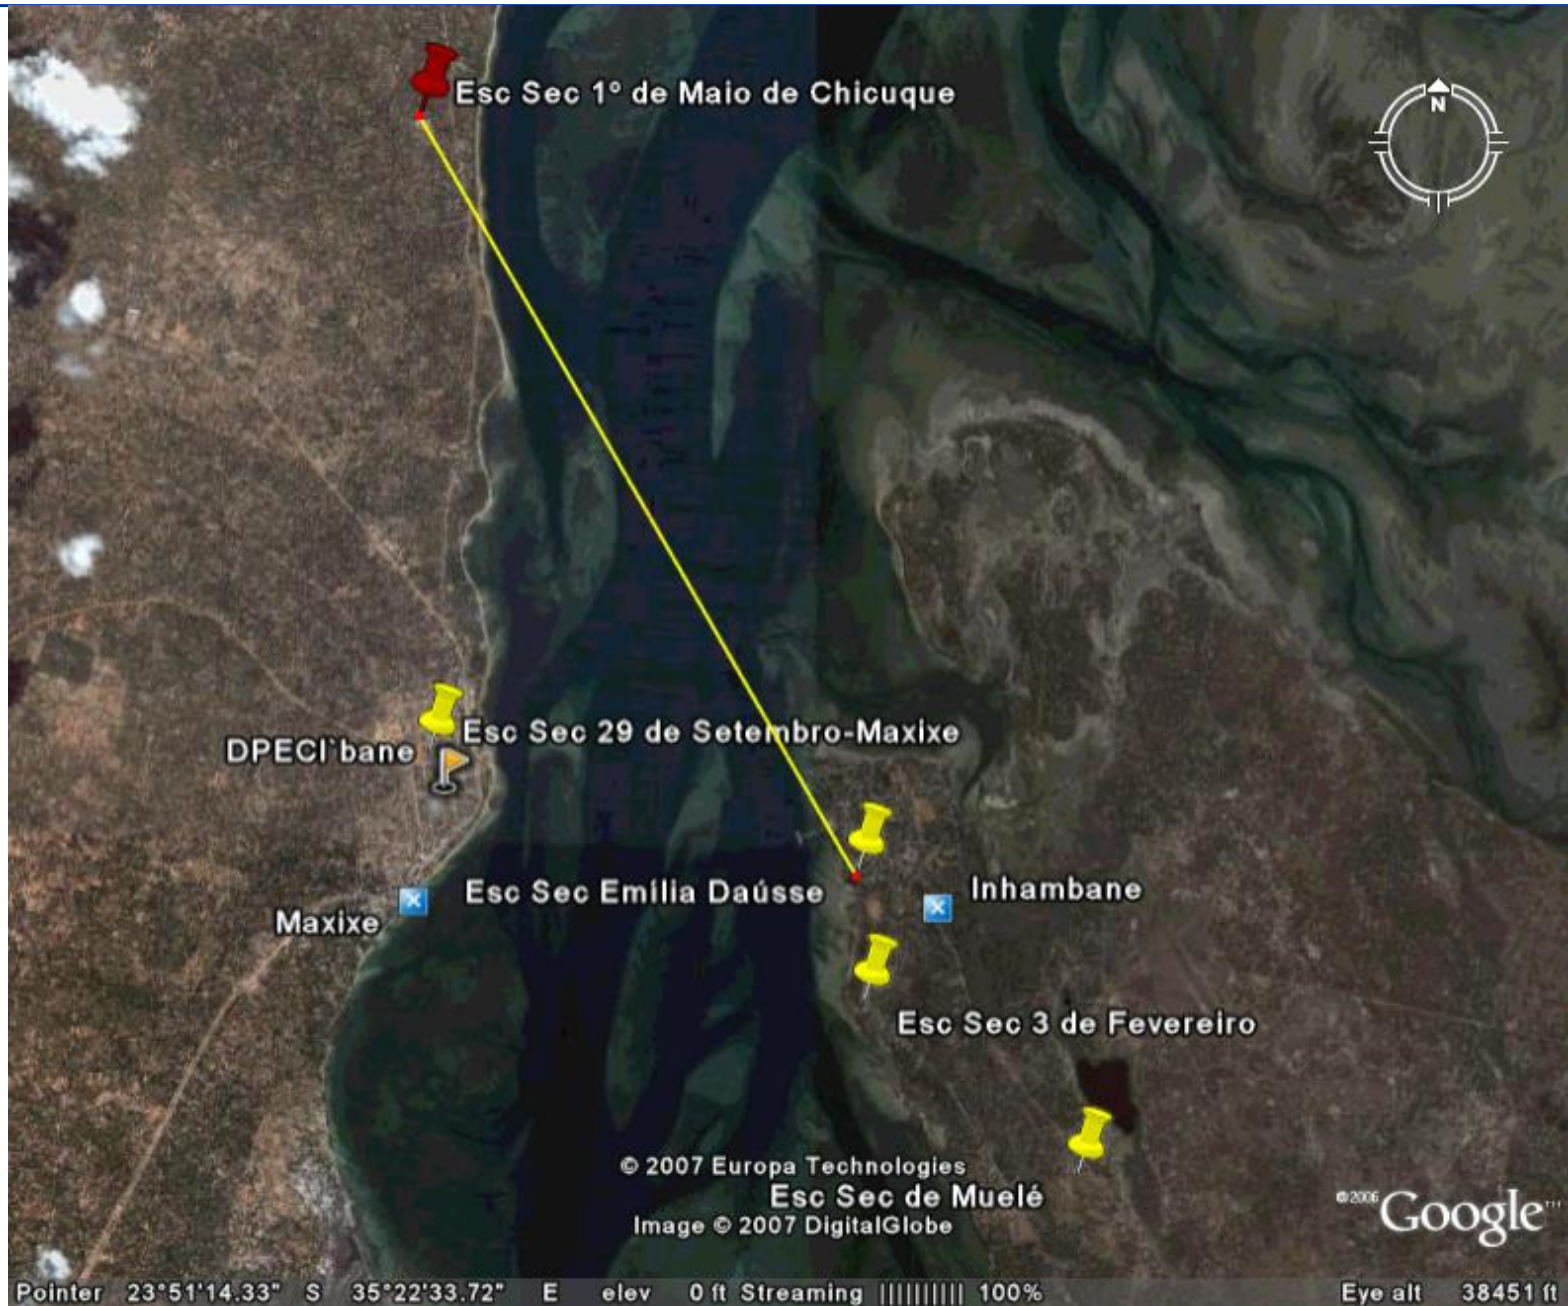 N
Esc Sec 1º de Maio de Chicuque
Esc Sec 29 de Setembro-Maxixe
DPECI`bane
Esc Sec Emília Daússe
Inhambane
Maxixe
Esc Sec 3 de Fevereiro
© 2007 Europa Technologies
Esc Sec de Muelé
Image © 2007 DigitalGlobe
©2006 Google™
Pointer 23°51'14.33" S 35°22'33.72" E elev 0 ft Streaming |||||||||| 100% Eye alt 38451 ft